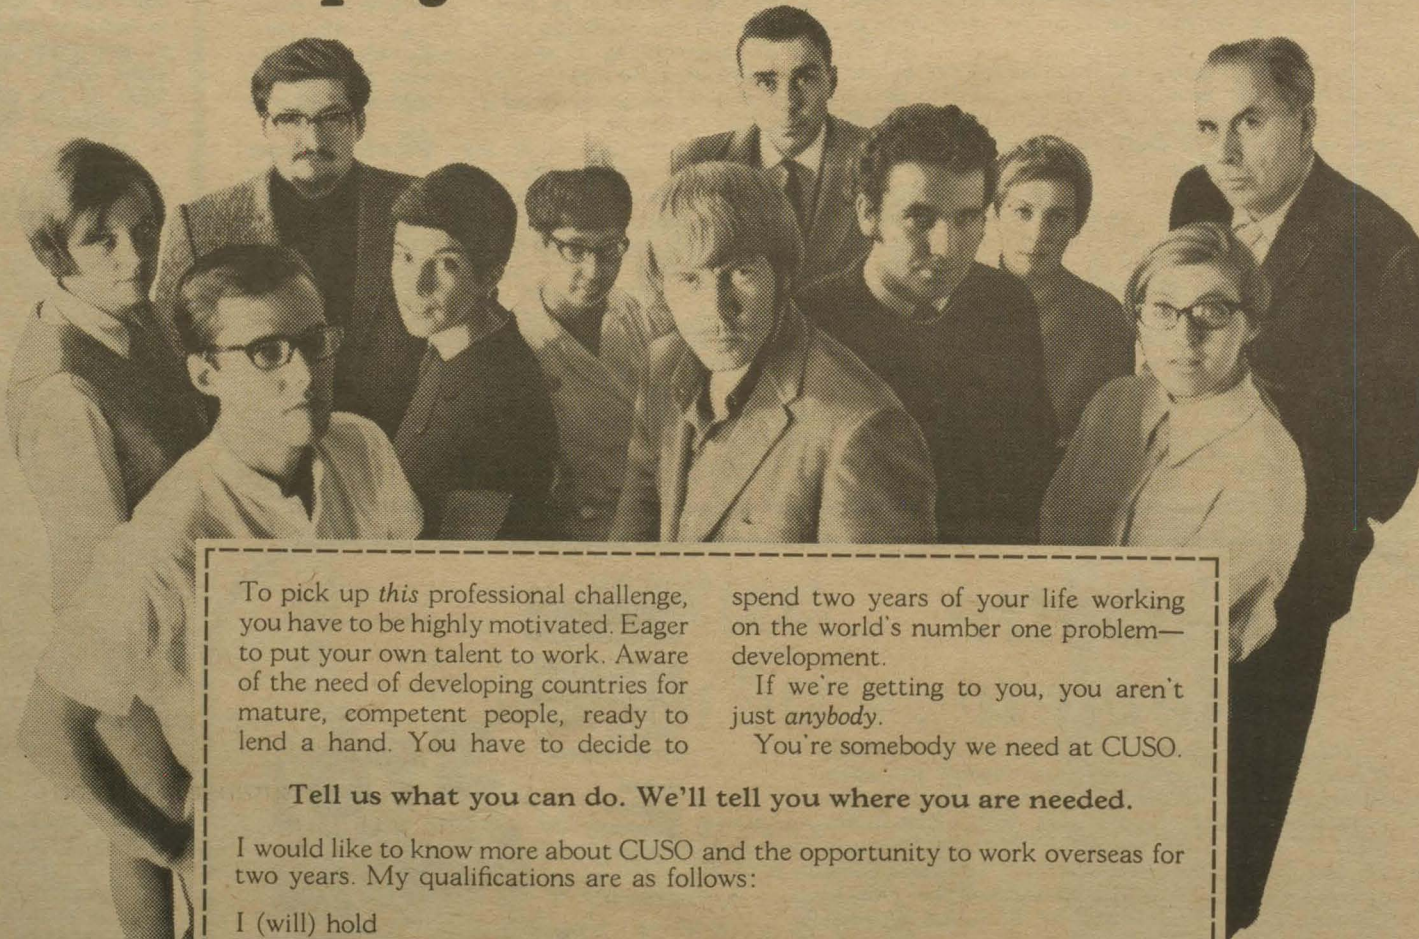 To pick up this professional challenge,
you have to be highly motivated. Eager
to put your own talent to work. Aware
of the need of developing countries for
mature, competent people, ready to
lend a hand. You have to decide to
spend two years of your life working
on the world's number one problem—
development.
If we're getting to you, you aren't
just anybody.
You're somebody we need at CUSO.
Tell us what you can do. We'll tell you where you are needed.
I would like to know more about CUSO and the opportunity to work overseas for
two years. My qualifications are as follows:
I (will) hold